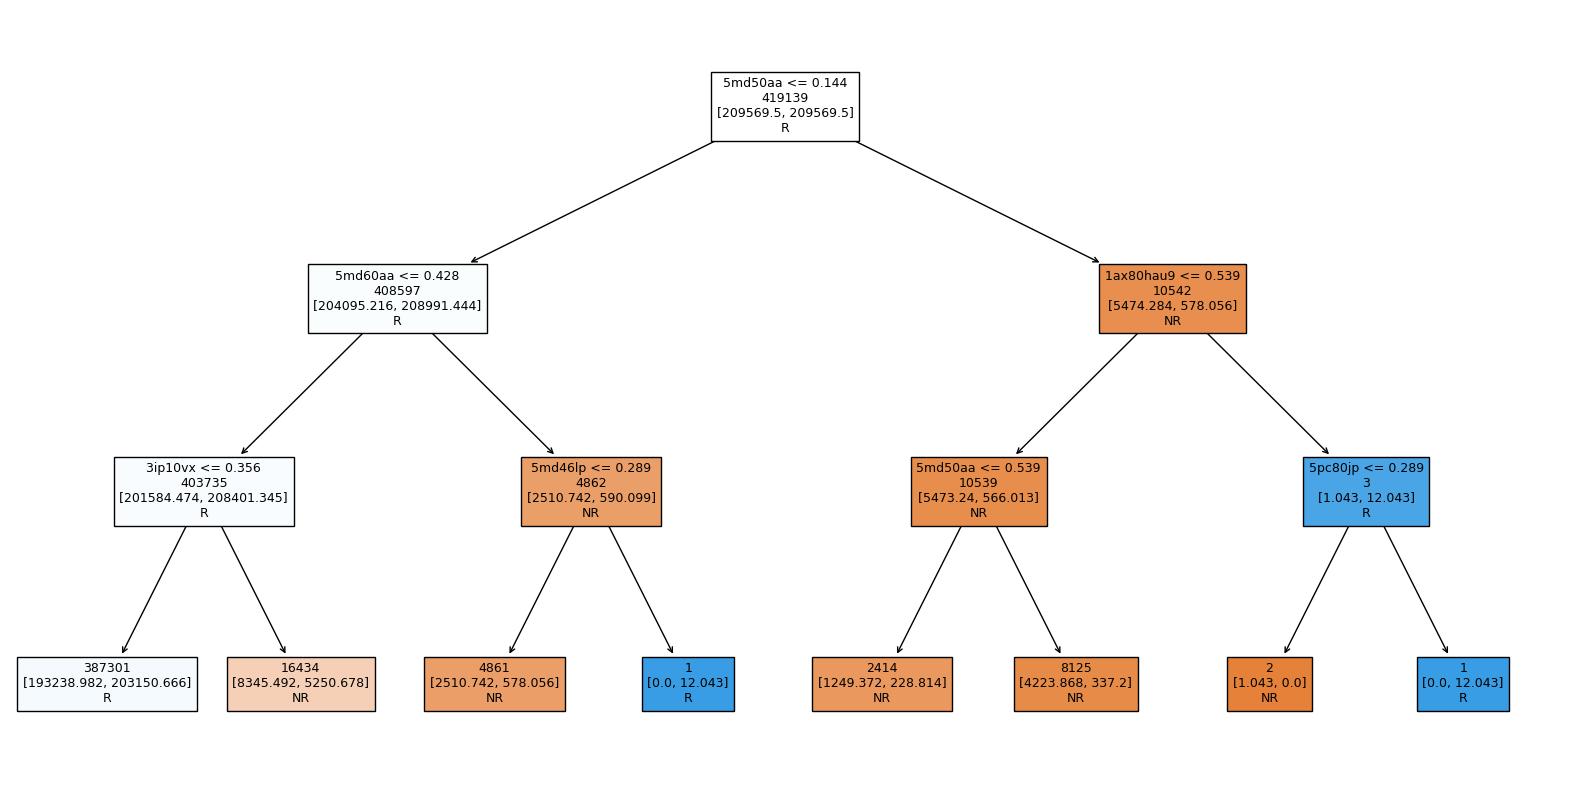 5md50aa <= 0.144
419139
[209569.5, 209569.5]
R
5md60aa <= 0.428
408597
[204095.216, 208991.444]
R
1ax80hau9 <= 0.539
10542
[5474.284, 578.056]
NR
3ip10vx <= 0.356
403735
[201584.474, 208401.345]
R
5md46lp <= 0.289
4862
[2510.742, 590.099]
NR
5md50aa <= 0.539
10539
[5473.24, 566.013]
NR
5pc80jp <= 0.289
3
[1.043, 12.043]
R
387301
[193238.982, 203150.666]
R
16434
[8345.492, 5250.678]
NR
4861
[2510.742, 578.056]
NR
1
[0.0, 12.043]
R
2414
[1249.372, 228.814]
NR
8125
[4223.868, 337.2]
NR
2
[1.043, 0.0]
NR
1
[0.0, 12.043]
R